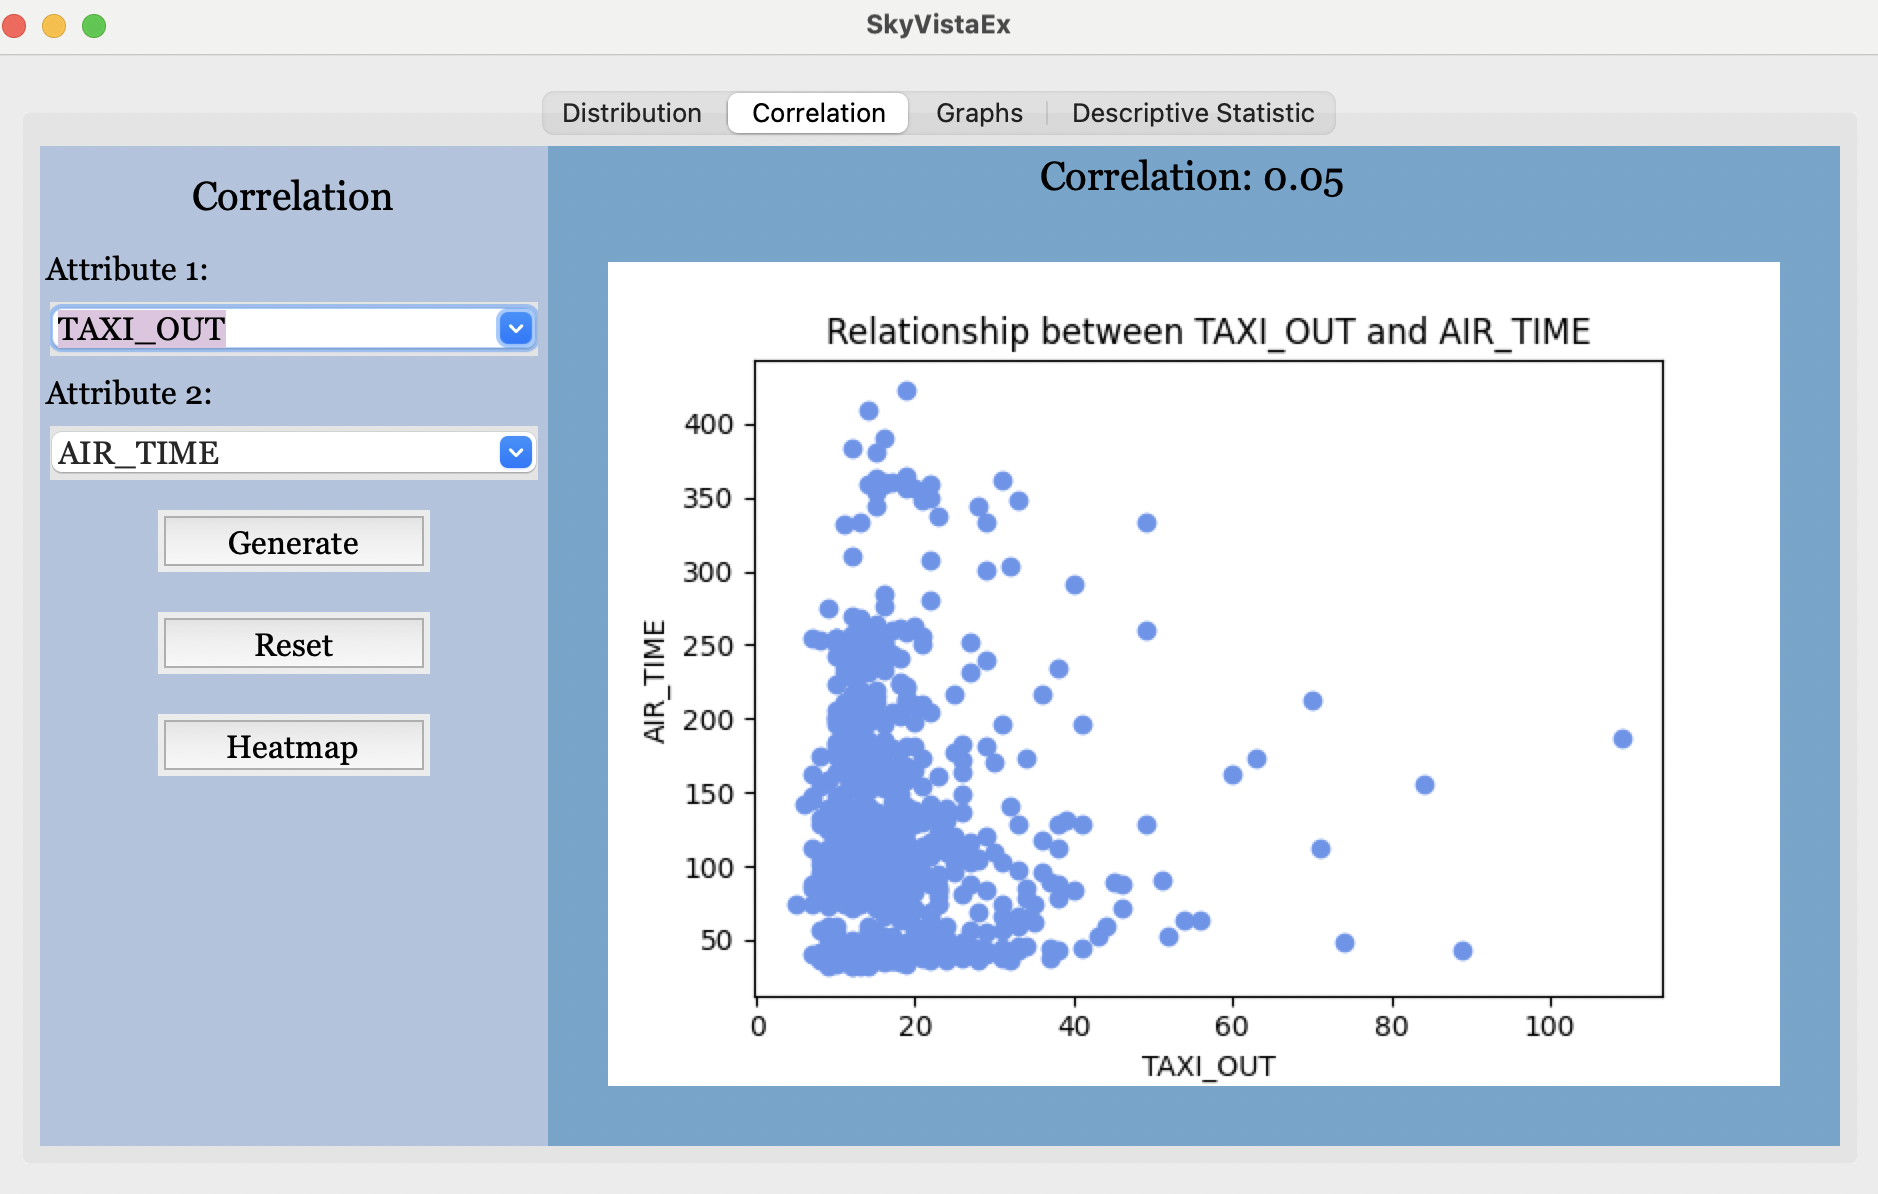 SkyVistaEx
Distribution Correlation Graphs Descriptive Statistic
Correlation
Attribute 1:
TAXI_OUT
Attribute 2:
AIR_TIME
Generate
Reset
Heatmap
Correlation: 0.05
Relationship between TAXI_OUT and AIR_TIME
AIR_TIME
400
350
300
250
200
150
100
50
0 20 40 60 80 100
TAXI_OUT